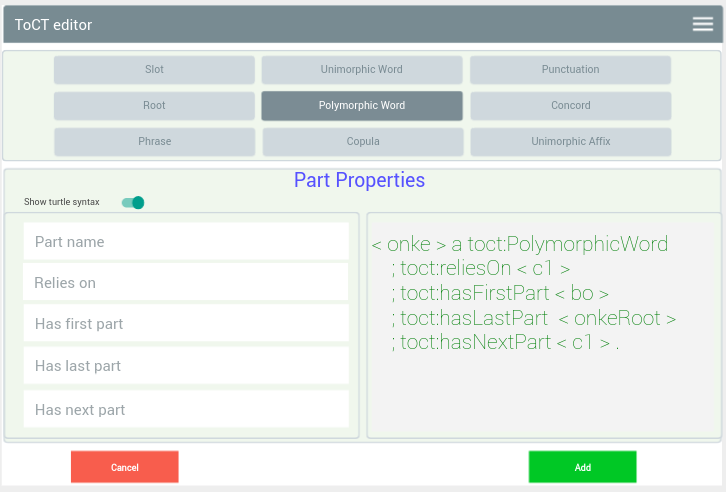 ToCT editor
Slot
Unimorphic Word
Punctuation
Root
Polymorphic Word
Concord
Phrase
Copula
Unimorphic Affix
Part Properties
Show turtle syntax
Part name
Relies on
Has first part
Has last part
Has next part
< onke > a toct:PolymorphicWord
; toct:reliesOn < c1 >
; toct:hasFirstPart < bo >
; toct:hasLastPart < onkeRoot >
; toct:hasNextPart < c1 > .
Cancel
Add